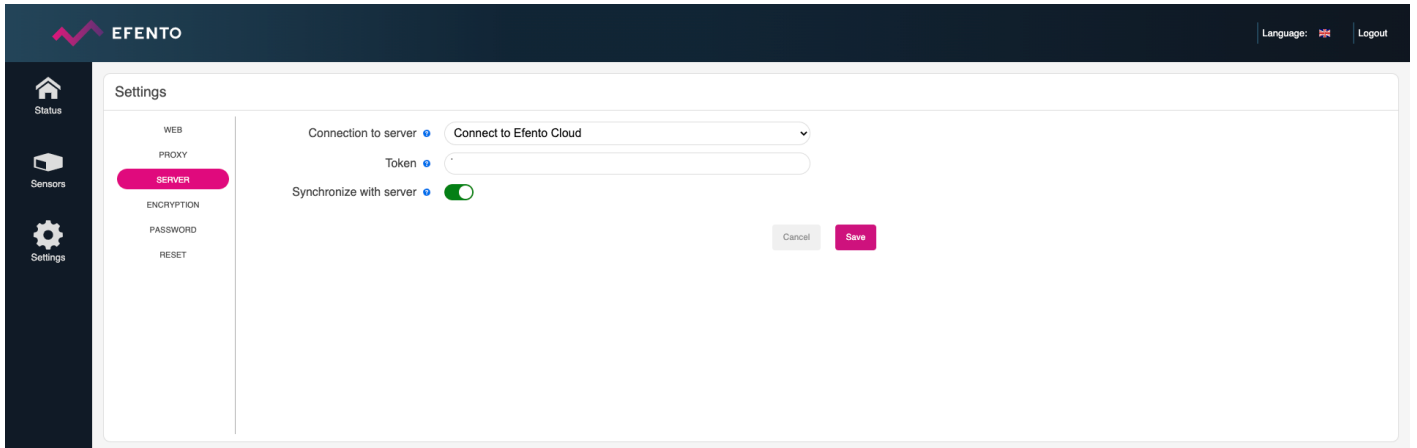 EFENTO
Language:
Logout
Status
Sensors
Settings
Settings
WEB
PROXY
SERVER
ENCRYPTION
PASSWORD
RESET
Connection to server
Connect to Efento Cloud
Token
Synchronize with server
Cancel
Save